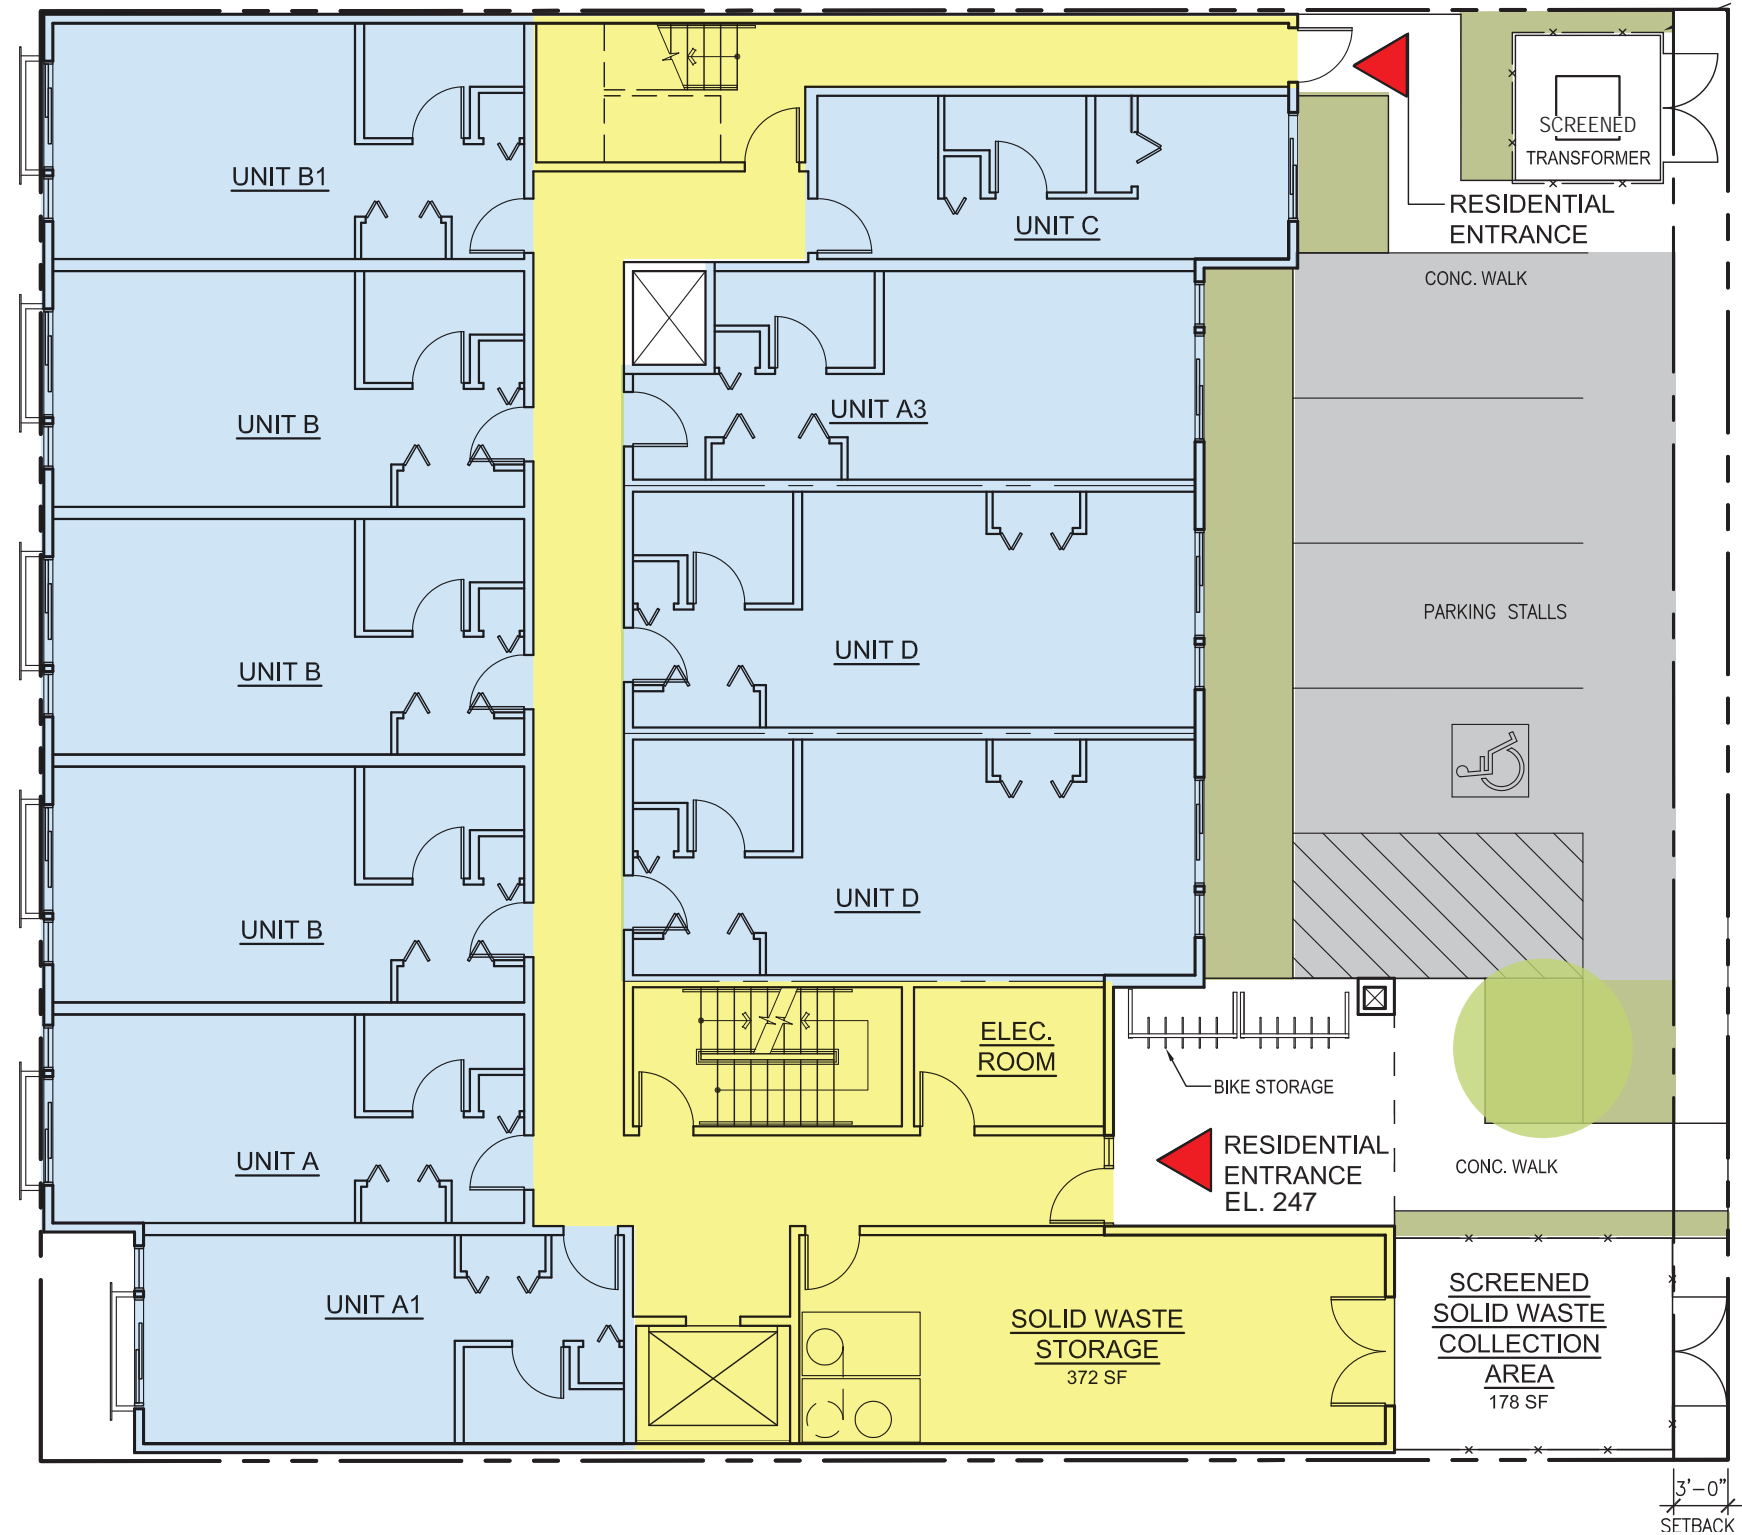 SCREENED
TRANSFORMER
UNIT B1
UNIT C
RESIDENTIAL
ENTRANCE
CONC. WALK
UNIT B
UNIT A3
PARKING STALLS
UNIT B
UNIT D
UNIT B
UNIT D
ELEC.
ROOM
BIKE STORAGE
UNIT A
RESIDENTIAL
ENTRANCE
EL. 247
CONC. WALK
UNIT A1
SOLID WASTE
STORAGE
372 SF
SCREENED
SOLID WASTE
COLLECTION
AREA
178 SF
3'-0"
SETBACK